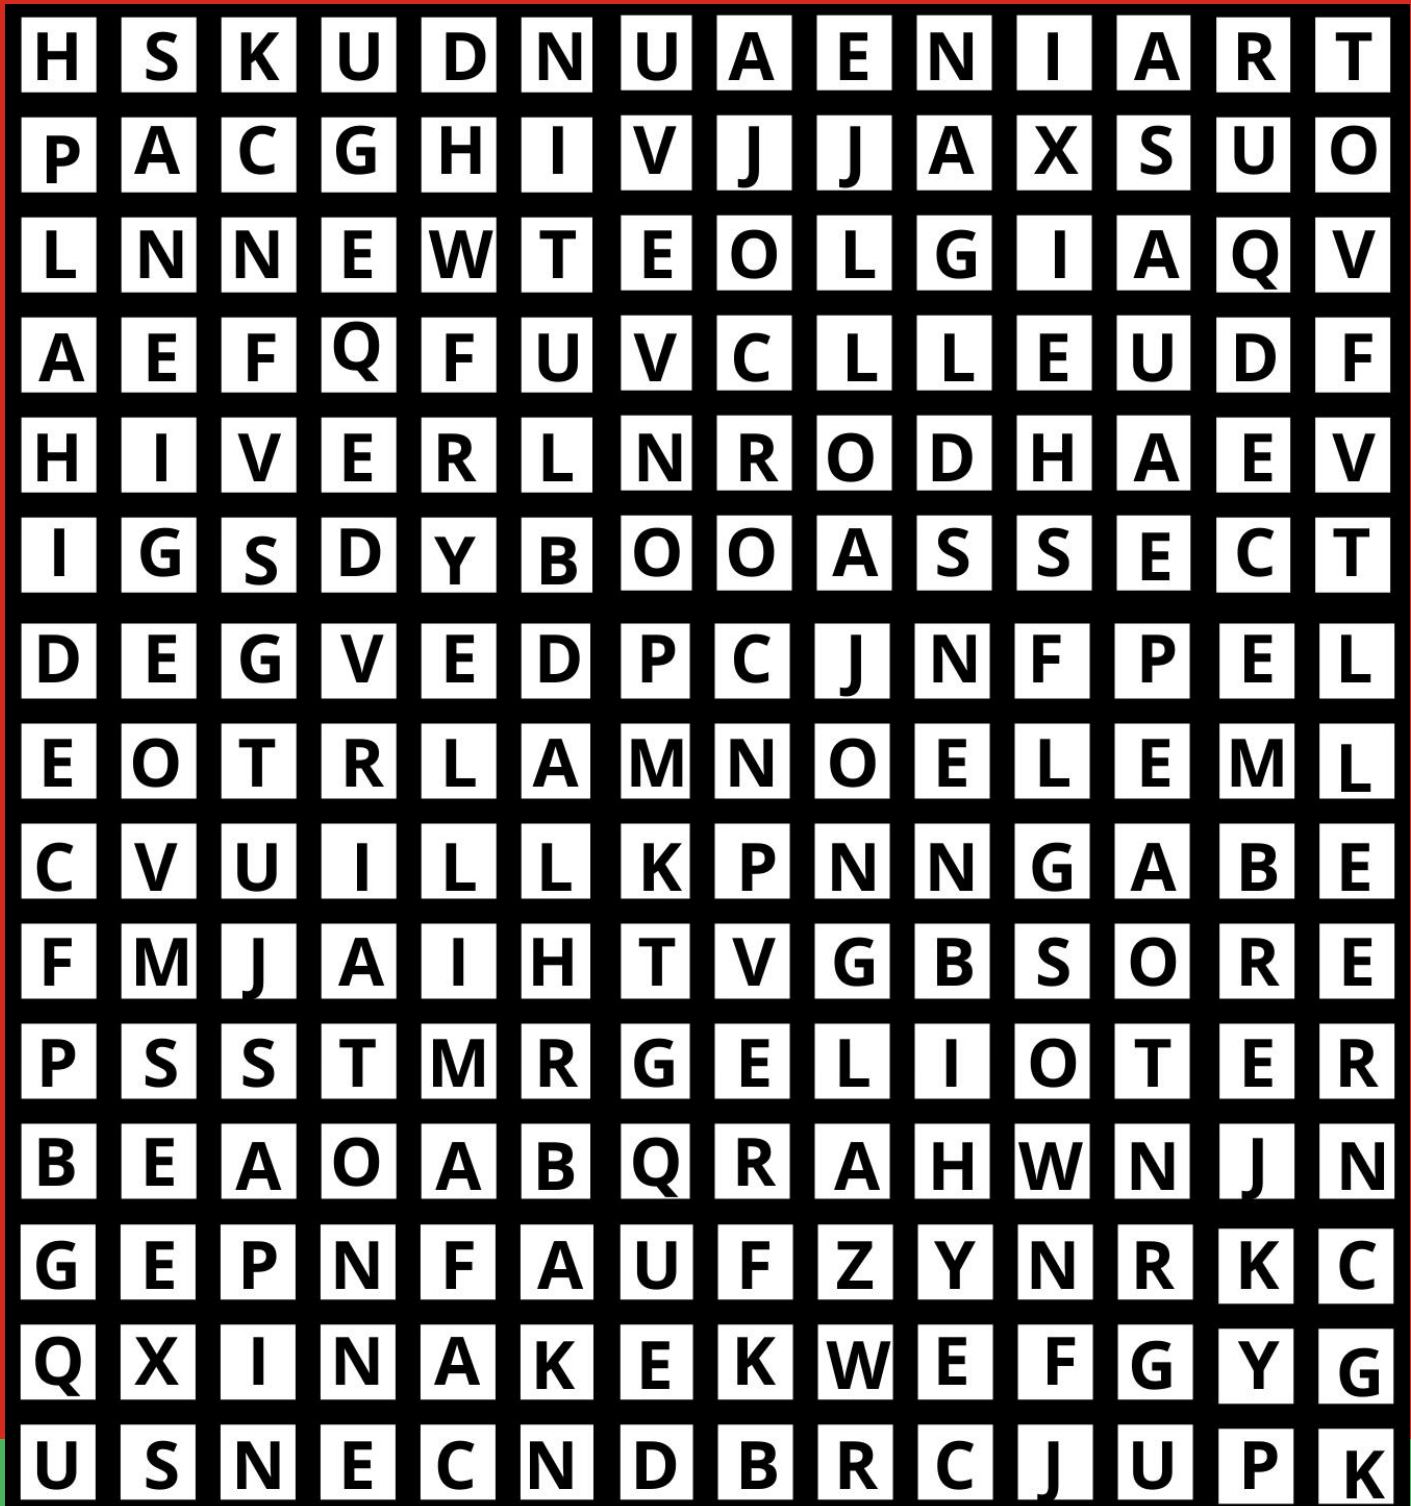 H S K U D N U A E N I A R T
P A C G H I V J J A X S U O
L N N E W T E O L G I A Q V
A E F Q F U V C L L E U D F
H I V E R L N R O D H A E V
I G S D Y B O O A S S E C T
D E G V E D P C J N F P E L
E O T R L A M N O E L E M L
C V U I L L K P N N G A B E
F M J A I H T V G B S O R E
P S S T M R G E L I O T E R
B E A O A B Q R A H W N J N
G E P N F A U F Z Y N R K C
Q X I N A K E K W E F G Y G
U S N E C N D B R C J U P K